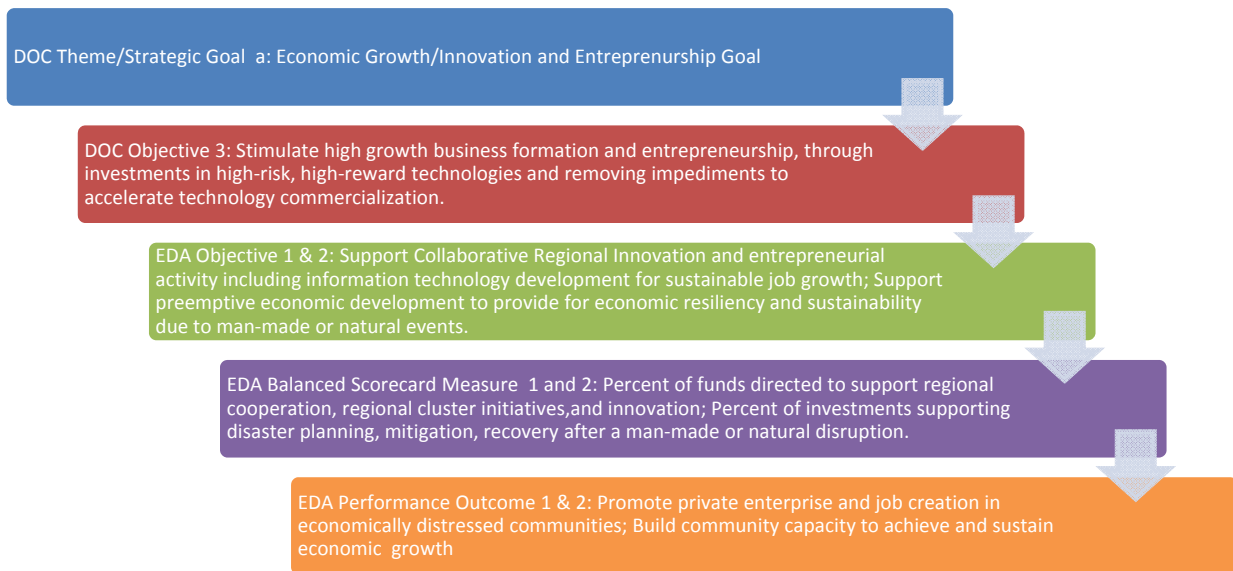 DOC Theme/Strategic Goal  a: Economic Growth/Innovation and Entreprenurship Goal
DOC Objective 3: Stimulate high growth business formation and entrepreneurship, through
investments in high-risk, high-reward technologies and removing impediments to
accelerate technology commercialization.
EDA Objective 1 & 2: Support Collaborative Regional Innovation and entrepreneurial
activity including information technology development for sustainable job growth; Support
preemptive economic development to provide for economic resiliency and sustainability
due to man-made or natural events.
EDA Balanced Scorecard Measure  1 and 2: Percent of funds directed to support regional
cooperation, regional cluster initiatives,and innovation; Percent of investments supporting
disaster planning, mitigation, recovery after a man-made or natural disruption.
EDA Performance Outcome 1 & 2: Promote private enterprise and job creation in
economically distressed communities; Build community capacity to achieve and sustain
economic  growth